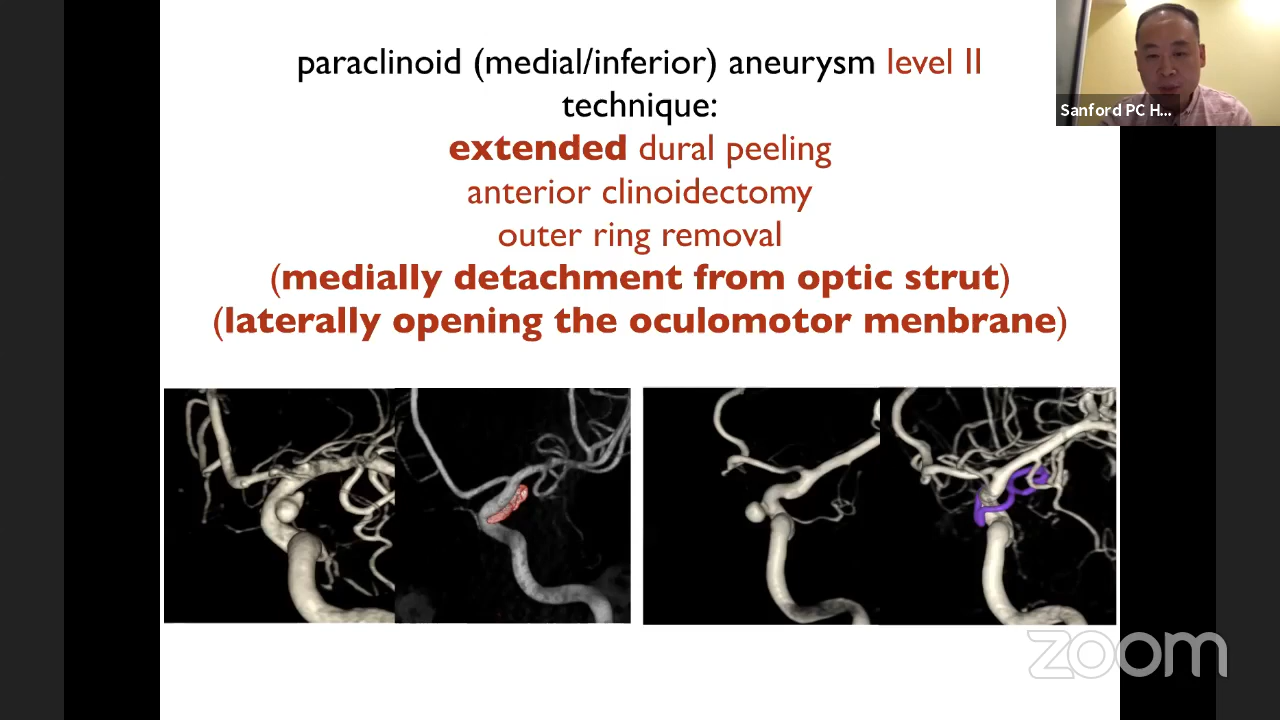 paraclinoid (medial/inferior) aneurysm level II
technique:
extended dural peeling
anterior clinoidectomy
outer ring removal
(medially detachment from optic strut)
(laterally opening the oculomotor menbrane)
Sanford PC H...
zoom